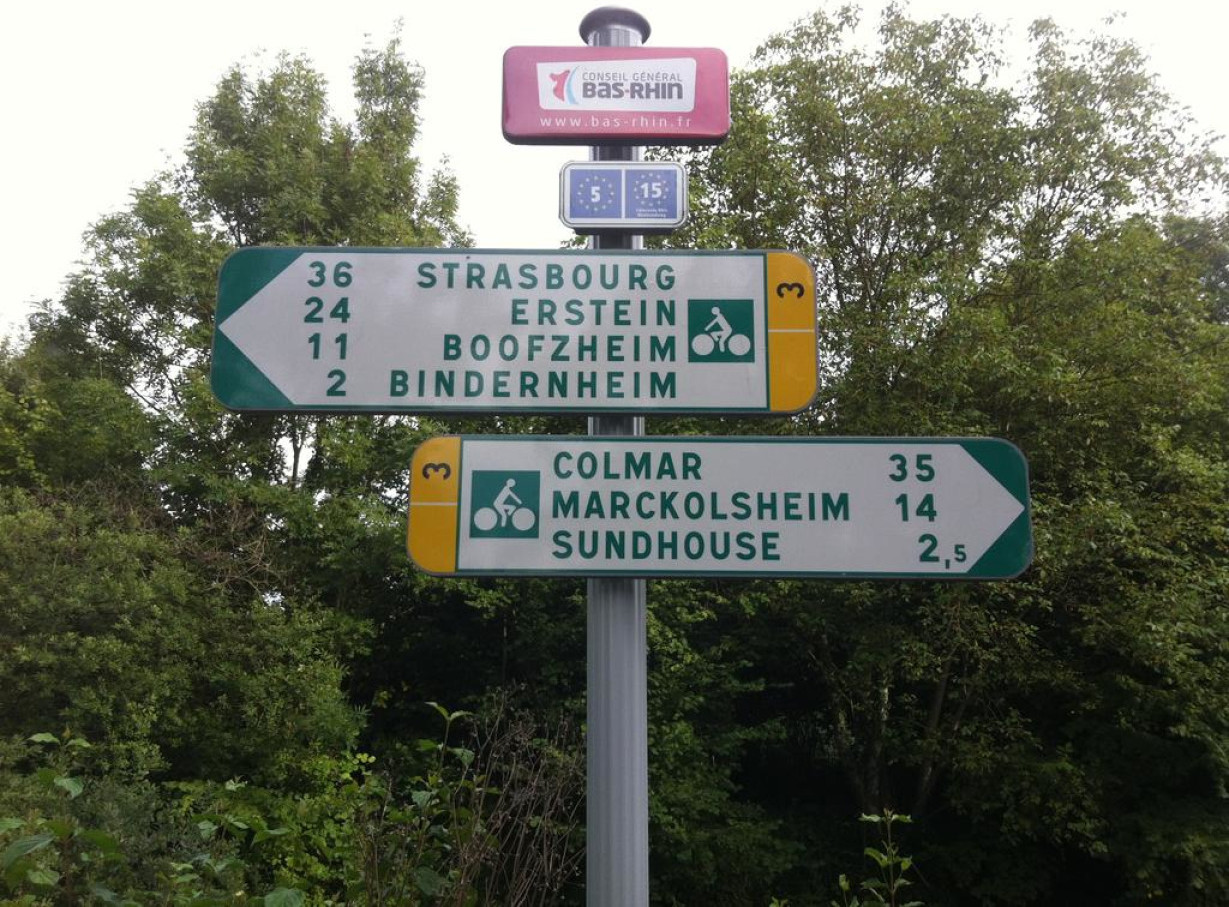 CONSEIL GÉNÉRAL
BAS-RHIN
www.bas-rhin.fr
5 15
36 STRASBOURG 3
24 ERSTEIN
11 BOOFZHEIM
2 BINDERNHEIM
3 COLMAR 35
MARCKOLSHEIM 14
SUNDHOUSE 2,5